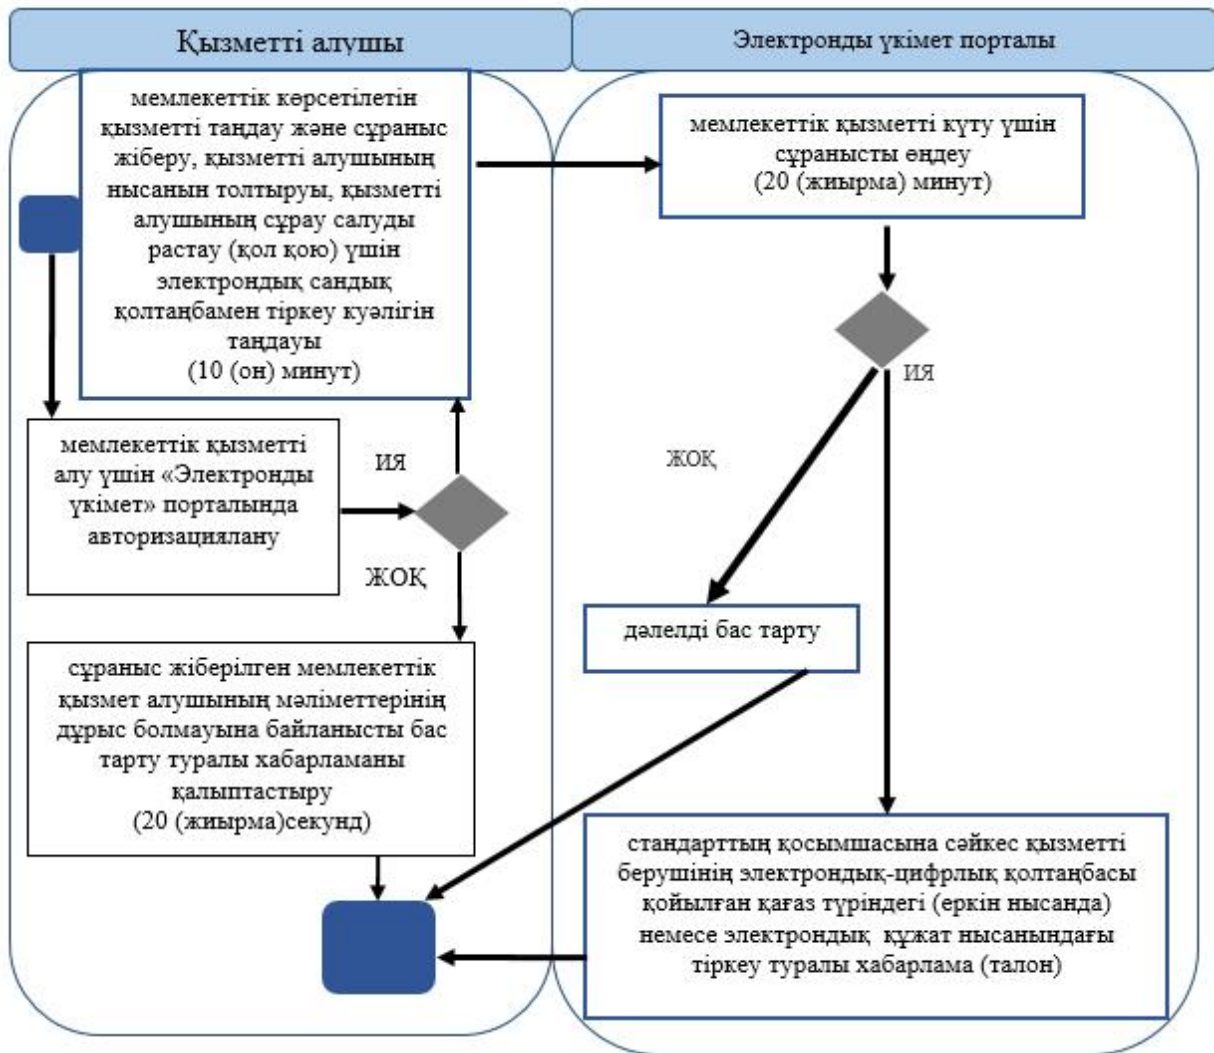 Қызметті алушы
Электронды үкімет порталы
мемлекеттік көрсетілетін
қызметті таңдау және сұраныс
жіберу, қызметті алушының
нысанын толтыруы, қызметті
алушының сұрау салуды
растау (қол қою) үшін
электрондық сандық
қолтаңбамен тіркеу куәлігін
таңдауы
(10 (он) минут)
мемлекеттік қызметті күту үшін
сұранысты өңдеу
(20 (жиырма) минут)
ИЯ
ЖОҚ
мемлекеттік қызметті
алу үшін «Электронды
үкімет» порталында
авторизациялану
ИЯ
ЖОҚ
дәлелді бас тарту
сұраныс жіберілген мемлекеттік
қызмет алушының мәліметтерінің
дұрыс болмауына байланысты бас
тарту туралы хабарламаны
қалыптастыру
(20 (жиырма)секунд)
стандарттың қосымшасына сәйкес қызметті
берушінің электрондық-цифрлық қолтаңбасы
қойылған қағаз түріндегі (еркін нысанда)
немесе электрондық құжат нысанындағы
тіркеу туралы хабарлама (талон)